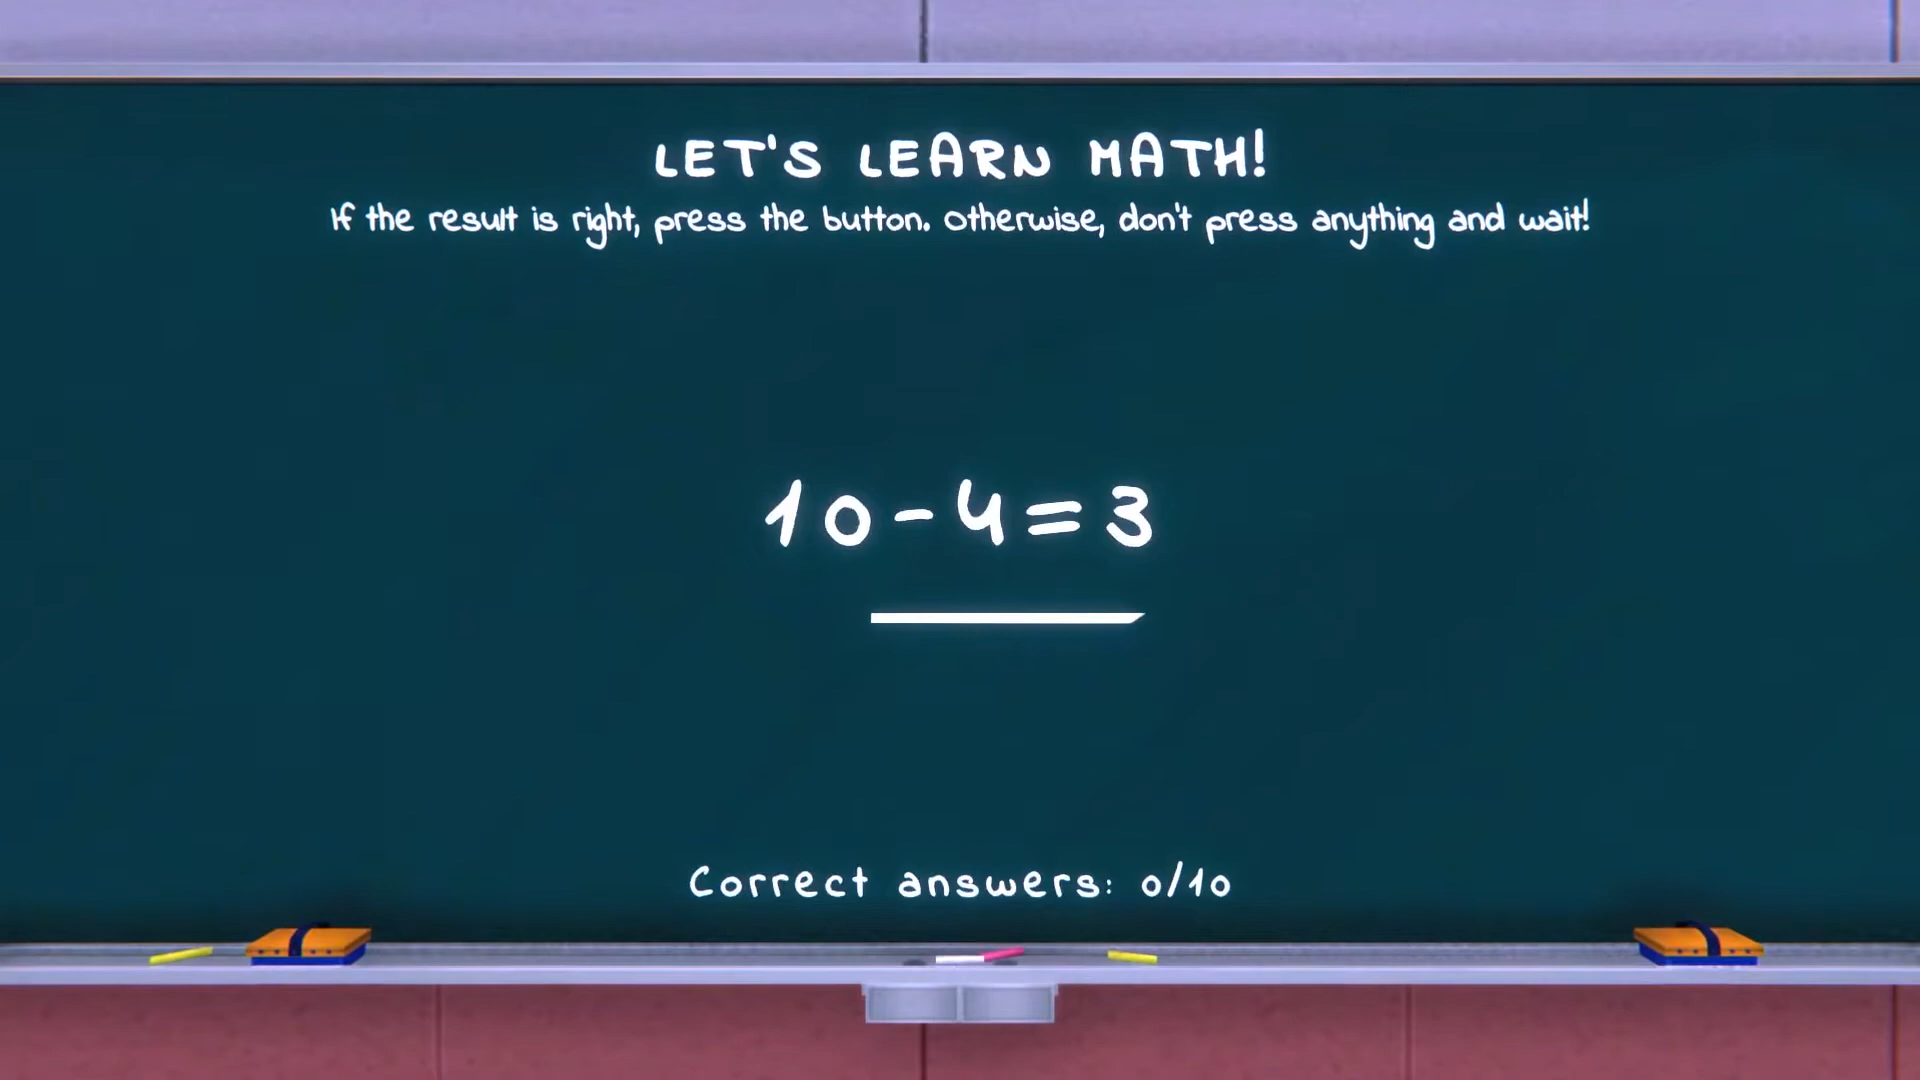 LET'S LEARN MATH!
If the result is right, press the button. Otherwise, don't press anything and wait!
10-4=3
Correct answers: 0/10